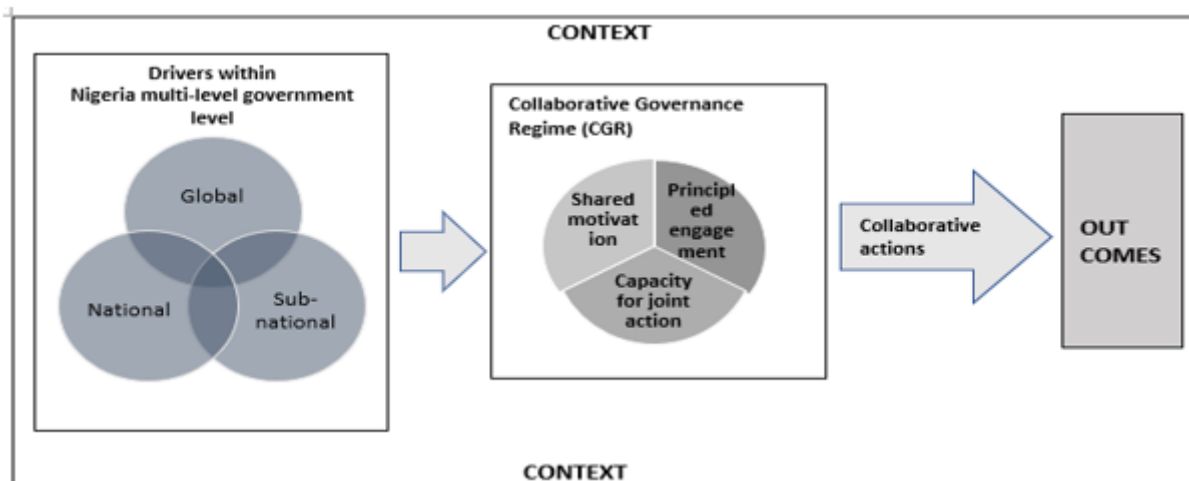 CONTEXT
Drivers within
Nigeria multi-level government
level
Global
National
Sub-
national
Collaborative Governance
Regime (CGR)
Shared
motivat
ion
Principl
ed
engage
ment
Capacity
for joint
action
Collaborative
actions
OUT
COMES
CONTEXT